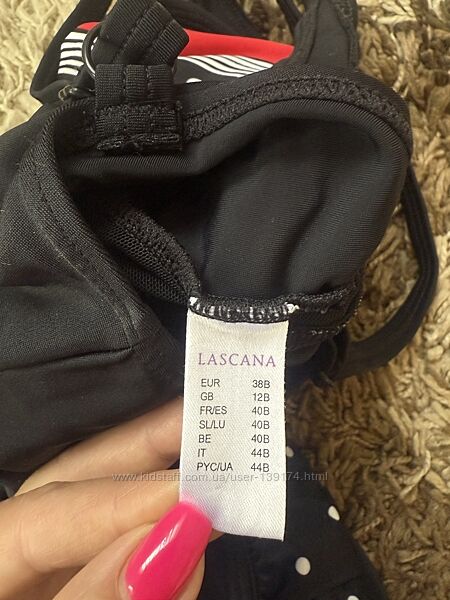 LASCANA
EUR 38B
GB 12B
FR/ES 40B
SL/LU 40B
BE 40B
IT 44B
PYC/UA 44B
www.kidstaff.com.ua/user-139174.html